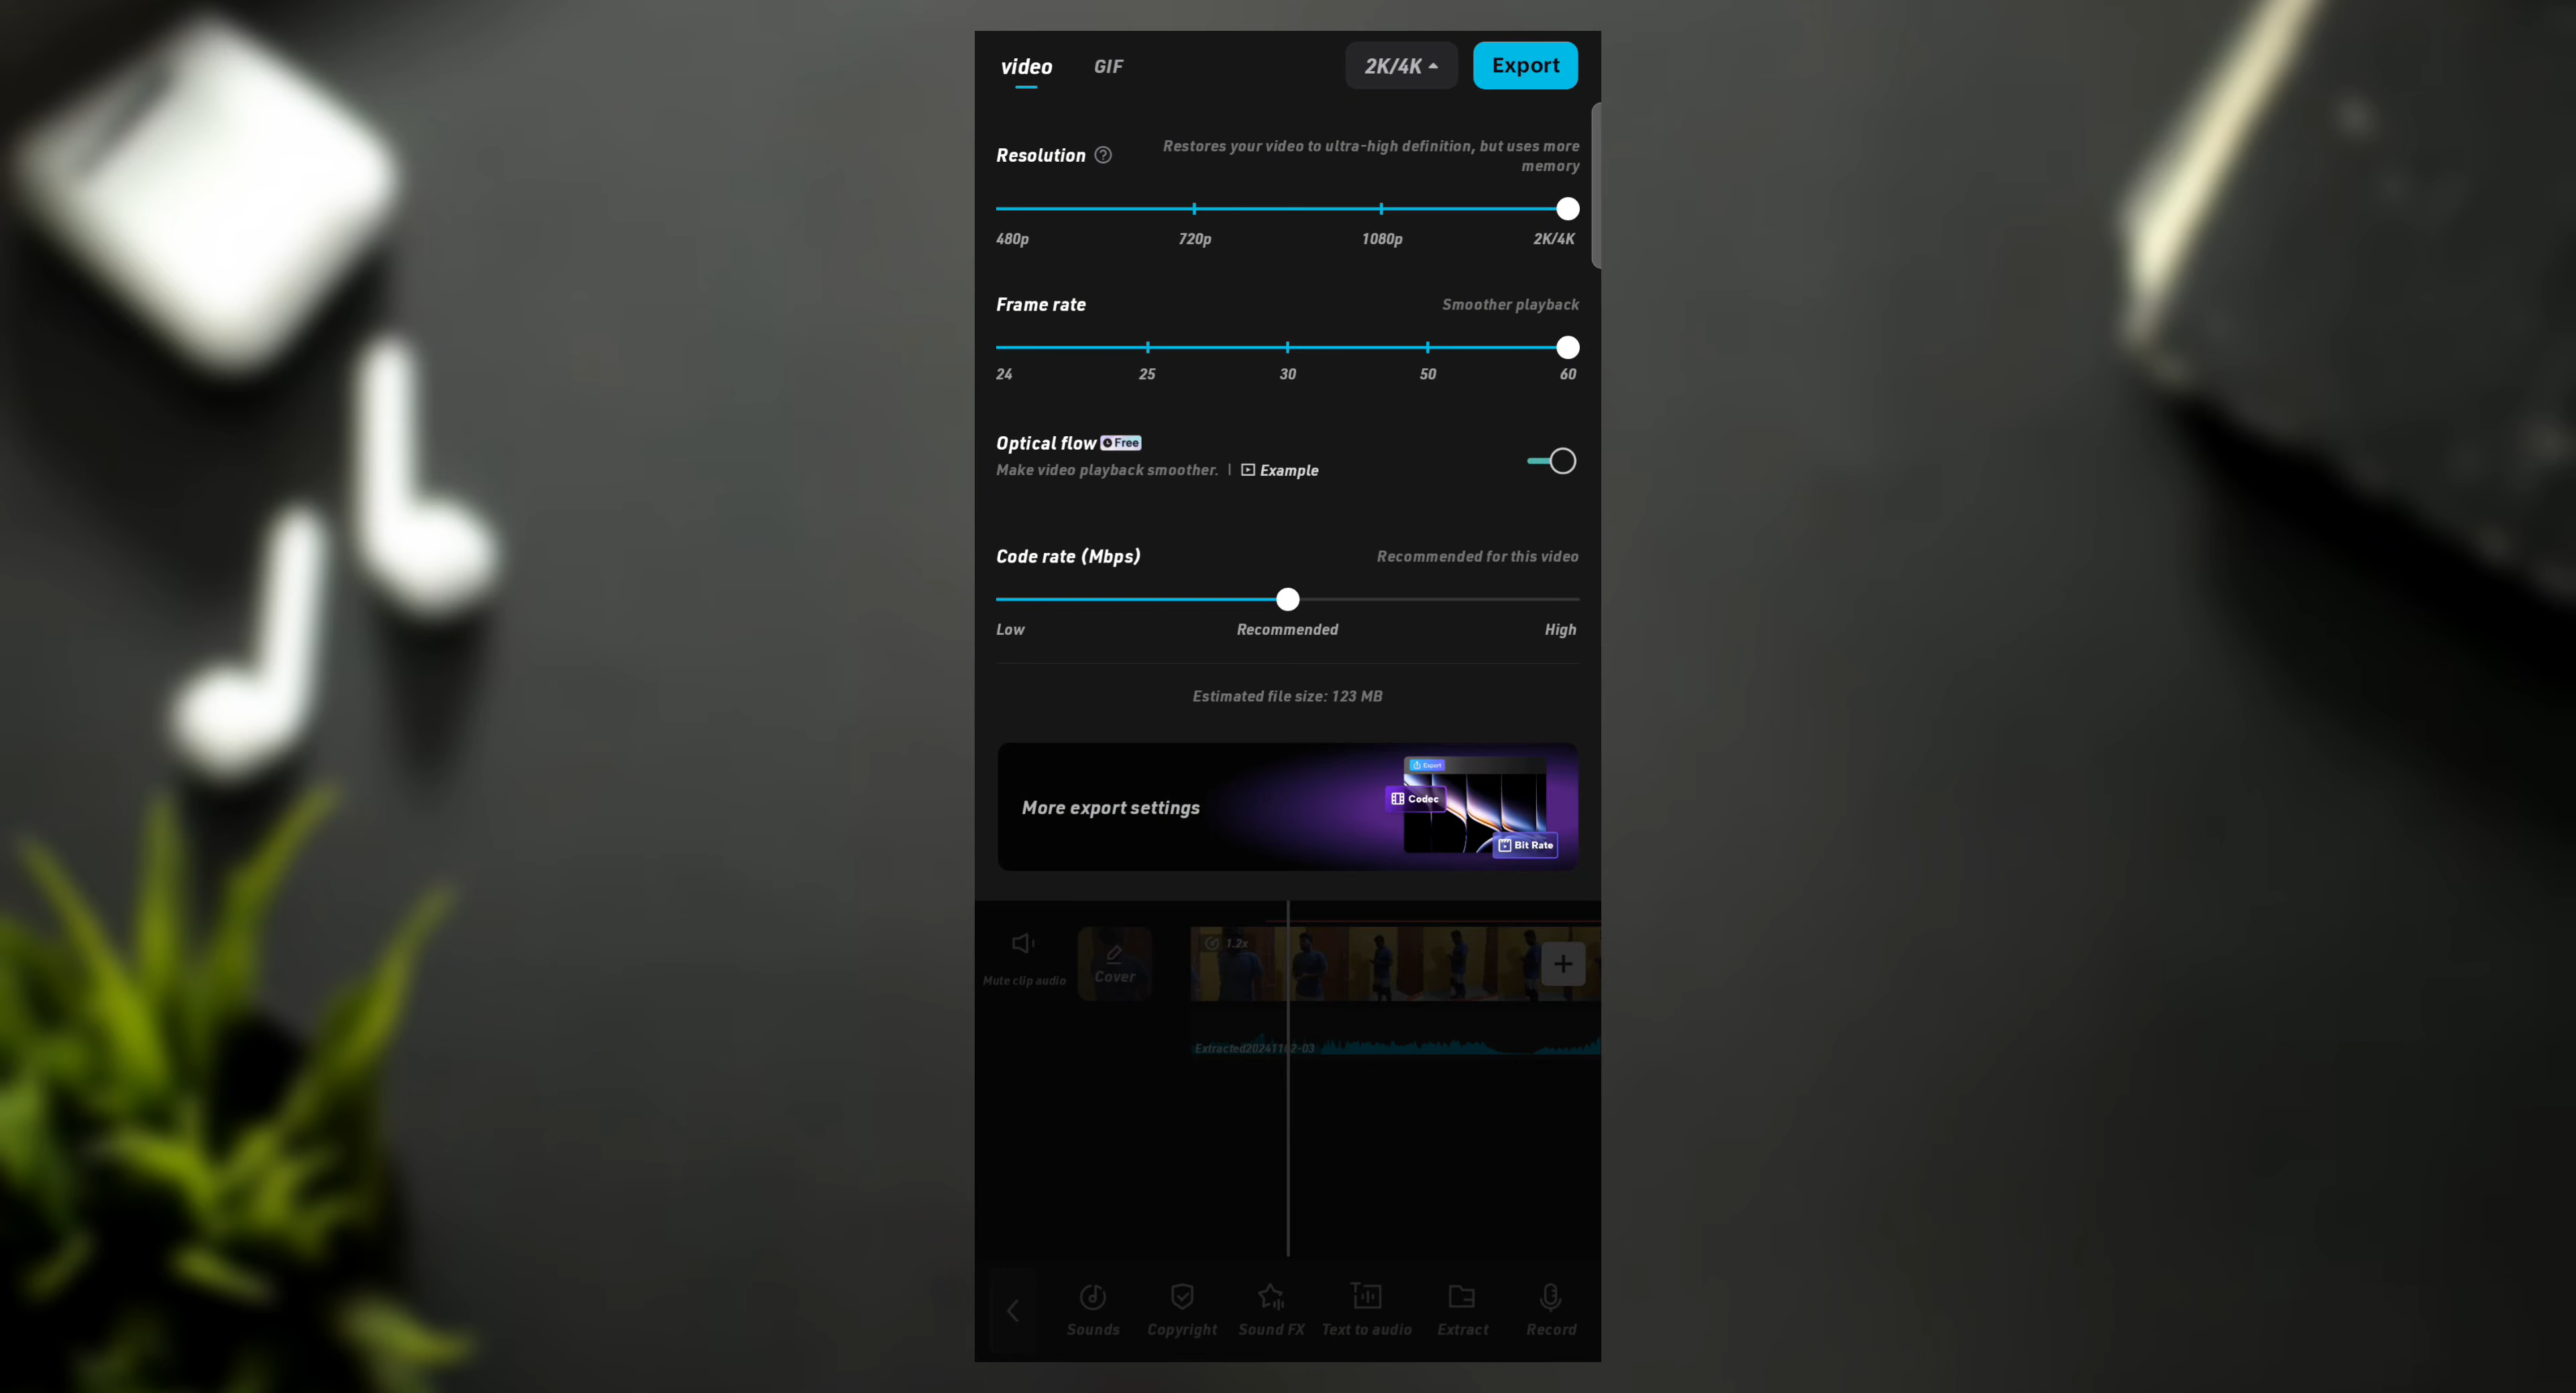 video
GIF
2K/4K
Export
Resolution
Restores your video to ultra-high definition, but uses more
memory
480p
720p
1080p
2K/4K
Frame rate
Smoother playback
24
25
30
50
60
Optical flow Free
Make video playback smoother. | Example
Code rate (Mbps)
Recommended for this video
Low
Recommended
High
Estimated file size: 123 MB
More export settings
Export
Codec
Bit Rate
1.2x
Mute clip audio
Cover
Extracted20241102-03
Sounds
Copyright
Sound FX
Text to audio
Extract
Record